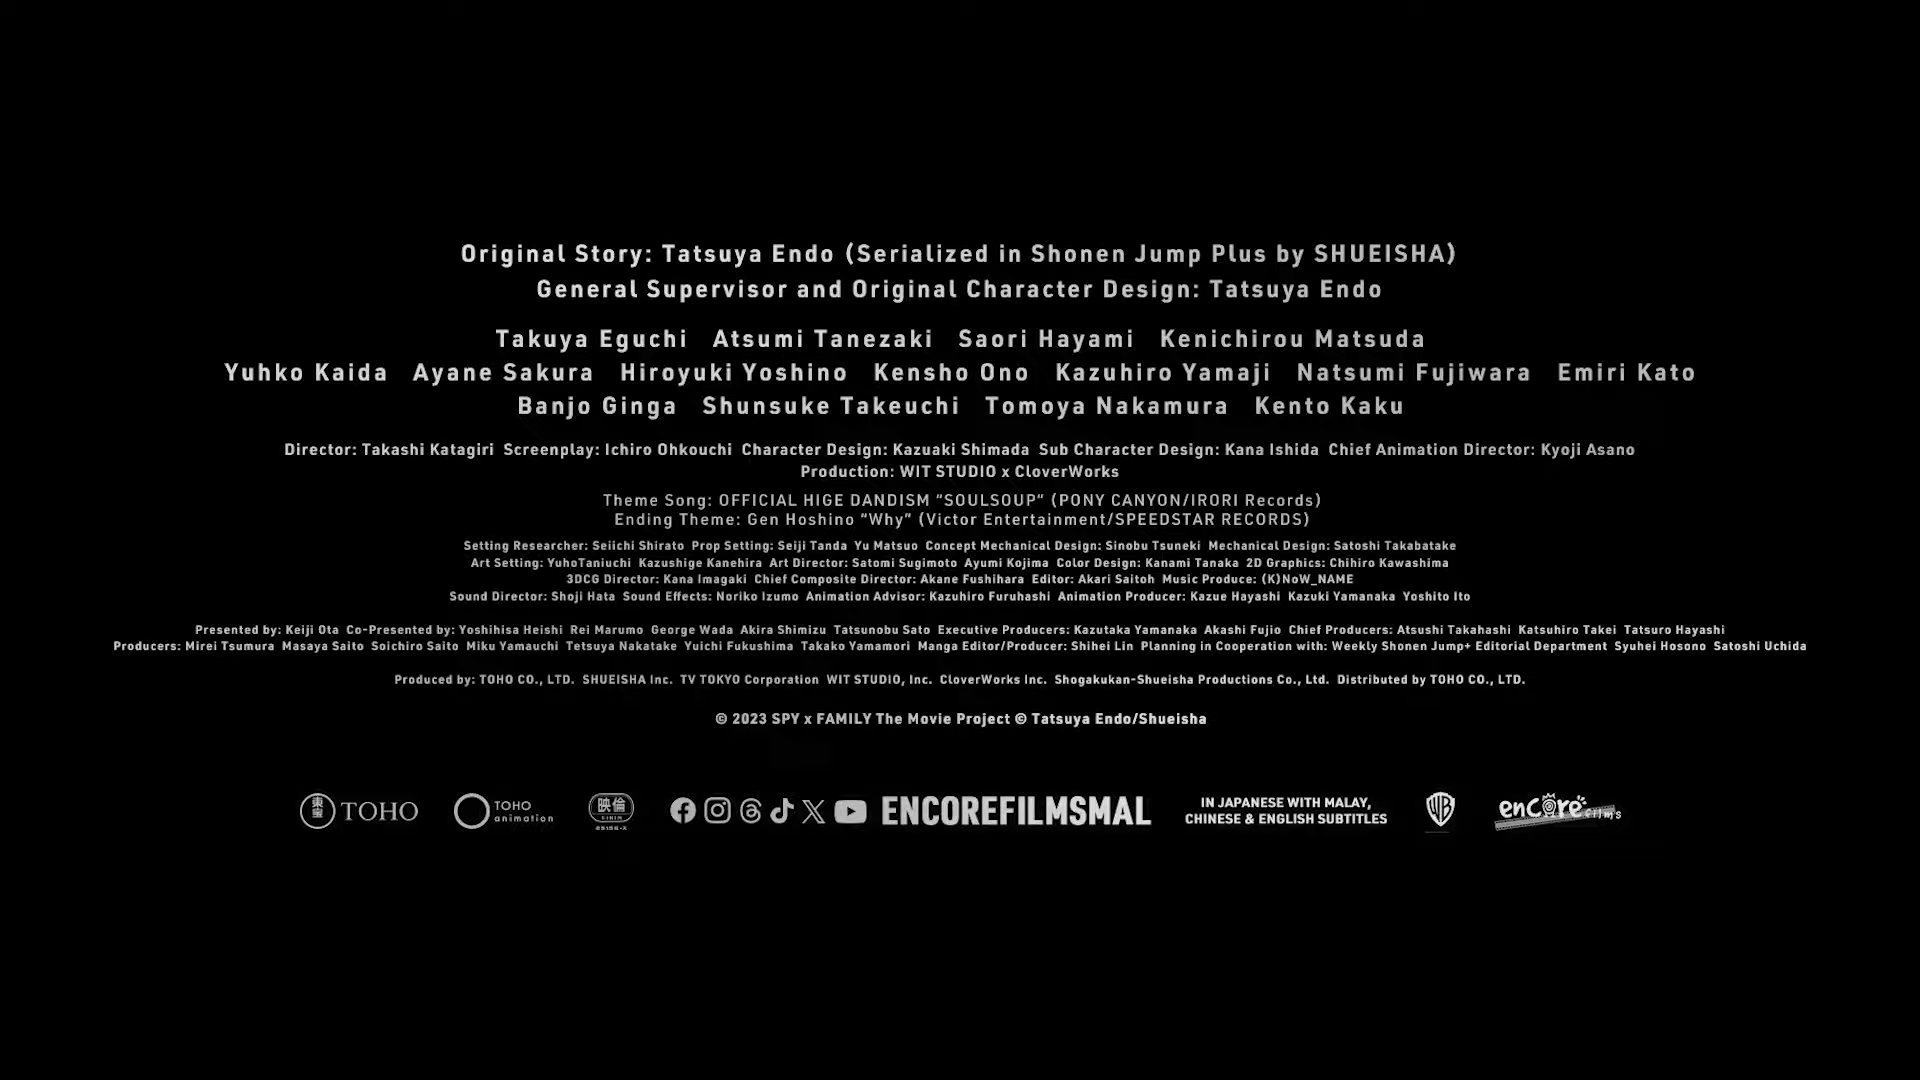 Original Story: Tatsuya Endo (Serialized in Shonen Jump Plus by SHUEISHA)
General Supervisor and Original Character Design: Tatsuya Endo
Takuya Eguchi Atsumi Tanezaki Saori Hayami Kenichirou Matsuda
Yuhko Kaida Ayane Sakura Hiroyuki Yoshino Kensho Ono Kazuhiro Yamaji Natsumi Fujiwara Emiri Kato
Banjo Ginga Shunsuke Takeuchi Tomoya Nakamura Kento Kaku
Director: Takashi Katagiri Screenplay: Ichiro Ohkouchi Character Design: Kazuaki Shimada Sub Character Design: Kana Ishida Chief Animation Director: Kyoji Asano
Production: WIT STUDIO x CloverWorks
Theme Song: OFFICIAL HIGE DANDISM “SOULSOUP“ (PONY CANYON/IRORI Records)
Ending Theme: Gen Hoshino “Why” (Victor Entertainment/SPEEDSTAR RECORDS)
Setting Researcher: Seiichi Shirato Prop Setting: Seiji Tanda Yu Matsuo Concept Mechanical Design: Sinobu Tsuneki Mechanical Design: Satoshi Takabatake
Art Setting: YuhoTaniuchi Kazushige Kanehira Art Director: Satomi Sugimoto Ayumi Kojima Color Design: Kanami Tanaka 2D Graphics: Chihiro Kawashima
3DCG Director: Kana Imagaki Chief Composite Director: Akane Fushihara Editor: Akari Saitoh Music Produce: (K)NoW_NAME
Sound Director: Shoji Hata Sound Effects: Noriko Izumo Animation Advisor: Kazuhiro Furuhashi Animation Producer: Kazue Hayashi Kazuki Yamanaka Yoshito Ito
Presented by: Keiji Ota Co-Presented by: Yoshihisa Heishi Rei Marumo George Wada Akira Shimizu Tatsunobu Sato Executive Producers: Kazutaka Yamanaka Akashi Fujio Chief Producers: Atsushi Takahashi Katsuhiro Takei Tatsuro Hayashi
Producers: Mirei Tsumura Masaya Saito Soichiro Saito Miku Yamauchi Tetsuya Nakatake Yuichi Fukushima Takako Yamamori Manga Editor/Producer: Shihei Lin Planning in Cooperation with: Weekly Shonen Jump+ Editorial Department Syuhei Hosono Satoshi Uchida
Produced by: TOHO CO., LTD. SHUEISHA Inc. TV TOKYO Corporation WIT STUDIO, Inc. CloverWorks Inc. Shogakukan-Shueisha Productions Co., Ltd. Distributed by TOHO CO., LTD.
© 2023 SPY x FAMILY The Movie Project © Tatsuya Endo/Shueisha
東宝 TOHO
TOHO animation
映倫 EIRIN
ENCOREFILMSMAL
IN JAPANESE WITH MALAY,
CHINESE & ENGLISH SUBTITLES
WB
encore films